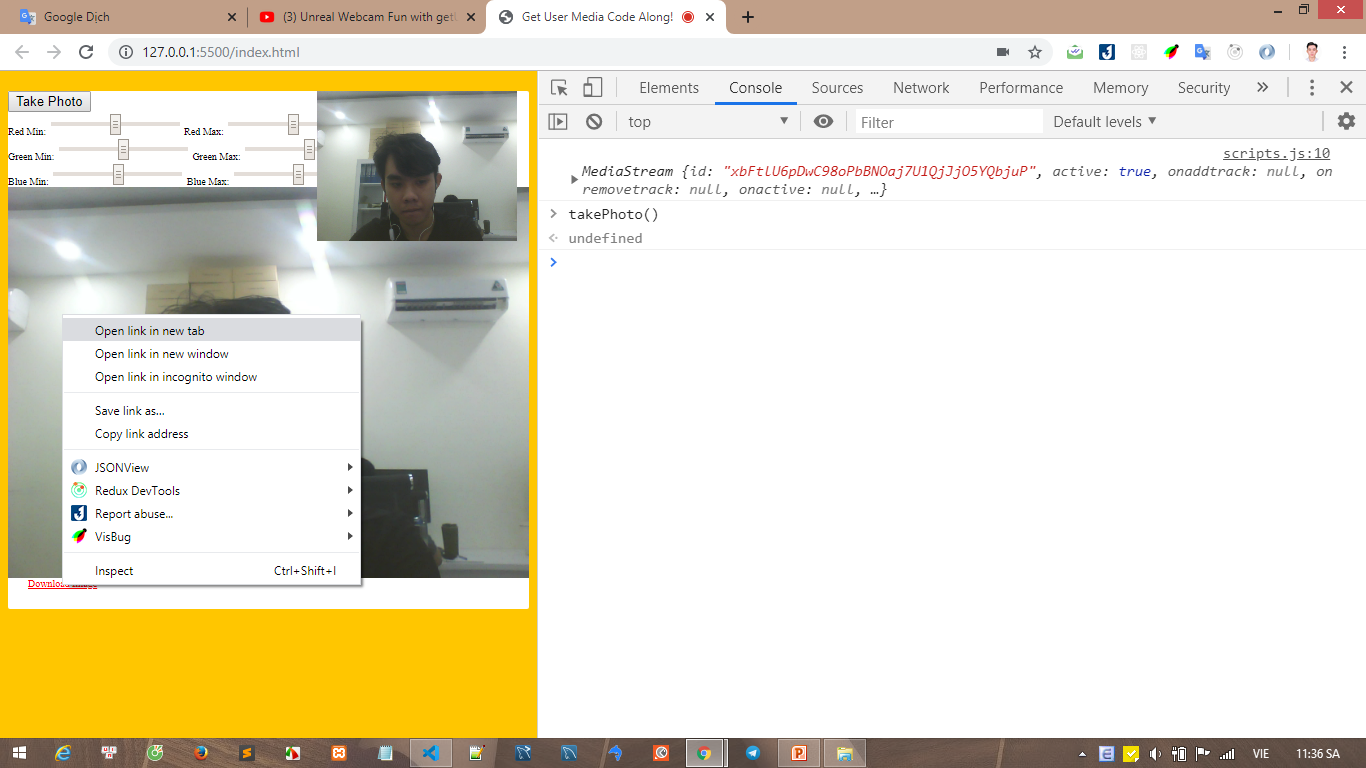 Google Dịch
(3) Unreal Webcam Fun with getU
Get User Media Code Along!
127.0.0.1:5500/index.html
Take Photo
Red Min:
Red Max:
Green Min:
Green Max:
Blue Min:
Blue Max:
Open link in new tab
Open link in new window
Open link in incognito window
Save link as...
Copy link address
JSONView
Redux DevTools
Report abuse...
VisBug
Inspect Ctrl+Shift+I
Download Image
Elements Console Sources Network Performance Memory Security
top
Filter
Default levels
scripts.js:10
MediaStream {id: "xbFtlU6pDwC98oPbBNOaj7U1QjJjO5YQbjuP", active: true, onaddtrack: null, on
removetrack: null, onactive: null, …}
takePhoto()
undefined
VIE
11:36 SA